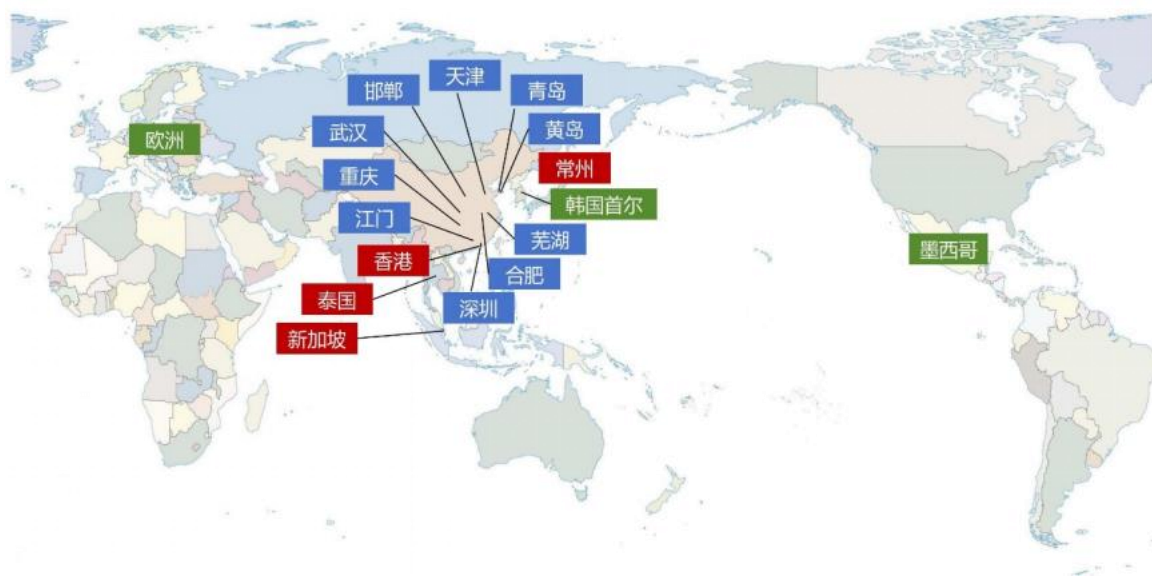 天津
邯郸
青岛
武汉
黄岛
欧洲
常州
重庆
韩国首尔
江门
芜湖
墨西哥
香港
合肥
泰国
深圳
新加坡